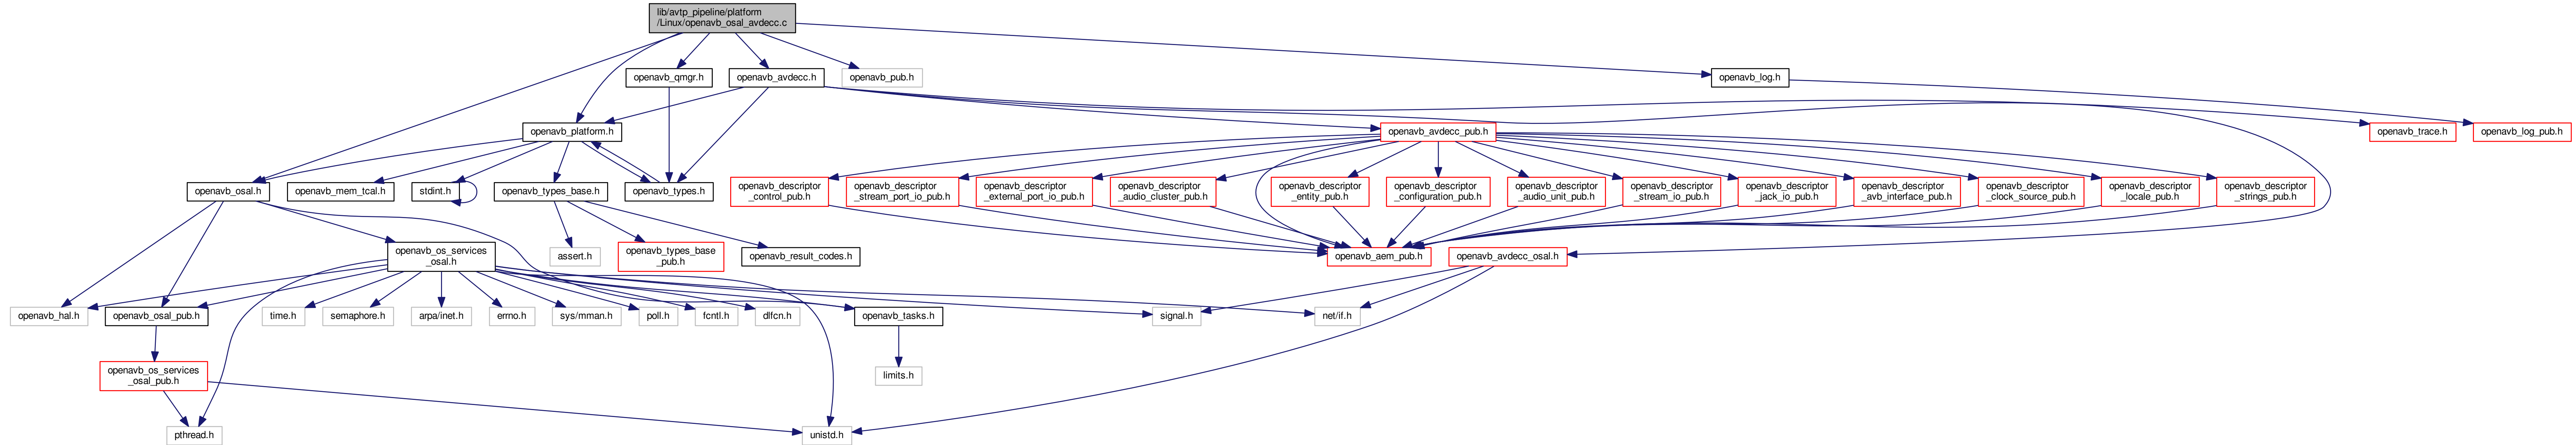 lib/avtp_pipeline/platform
/Linux/openavb_osal_avdecc.c
openavb_qmgr.h
openavb_avdecc.h
openavb_pub.h
openavb_log.h
openavb_platform.h
openavb_avdecc_pub.h
openavb_trace.h
openavb_log_pub.h
openavb_osal.h
openavb_mem_tcal.h
stdint.h
openavb_types_base.h
openavb_types.h
openavb_descriptor
_control_pub.h
openavb_descriptor
_stream_port_io_pub.h
openavb_descriptor
_external_port_io_pub.h
openavb_descriptor
_audio_cluster_pub.h
openavb_descriptor
_entity_pub.h
openavb_descriptor
_configuration_pub.h
openavb_descriptor
_audio_unit_pub.h
openavb_descriptor
_stream_io_pub.h
openavb_descriptor
_jack_io_pub.h
openavb_descriptor
_avb_interface_pub.h
openavb_descriptor
_clock_source_pub.h
openavb_descriptor
_locale_pub.h
openavb_descriptor
_strings_pub.h
openavb_os_services
_osal.h
assert.h
openavb_types_base
_pub.h
openavb_result_codes.h
openavb_aem_pub.h
openavb_avdecc_osal.h
openavb_hal.h
openavb_osal_pub.h
time.h
semaphore.h
arpa/inet.h
errno.h
sys/mman.h
poll.h
fcntl.h
dlfcn.h
openavb_tasks.h
signal.h
net/if.h
openavb_os_services
_osal_pub.h
limits.h
pthread.h
unistd.h